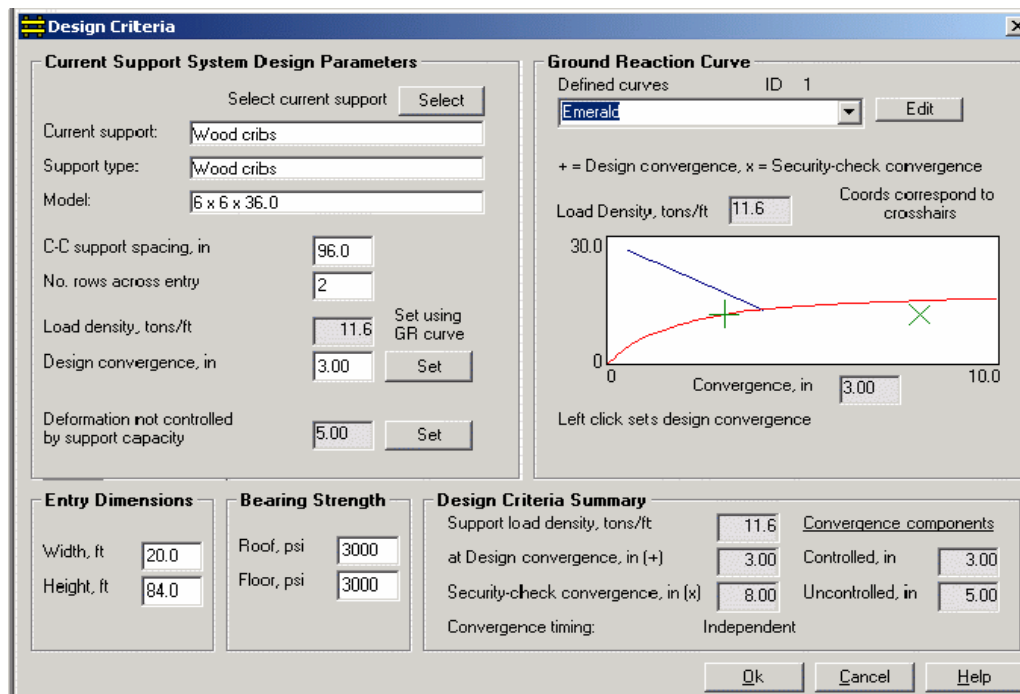 Design Criteria
Current Support System Design Parameters
Select current support Select
Current support: Wood cribs
Support type: Wood cribs
Model: 6 x 6 x 36.0
C-C support spacing, in 96.0
No. rows across entry 2
Load density, tons/ft 11.6 Set using
GR curve
Design convergence, in 3.00 Set
Deformation not controlled
by support capacity 5.00 Set
Ground Reaction Curve
Defined curves ID 1
Emerald Edit
+ = Design convergence, x = Security-check convergence
Load Density, tons/ft 11.6 Coords correspond to
crosshairs
30.0
0
0 10.0
Convergence, in 3.00
Left click sets design convergence
Entry Dimensions
Width, ft 20.0
Height, ft 84.0
Bearing Strength
Roof, psi 3000
Floor, psi 3000
Design Criteria Summary
Support load density, tons/ft 11.6 Convergence components
at Design convergence, in (+) 3.00 Controlled, in 3.00
Security-check convergence, in (x) 8.00 Uncontrolled, in 5.00
Convergence timing: Independent
Ok Cancel Help